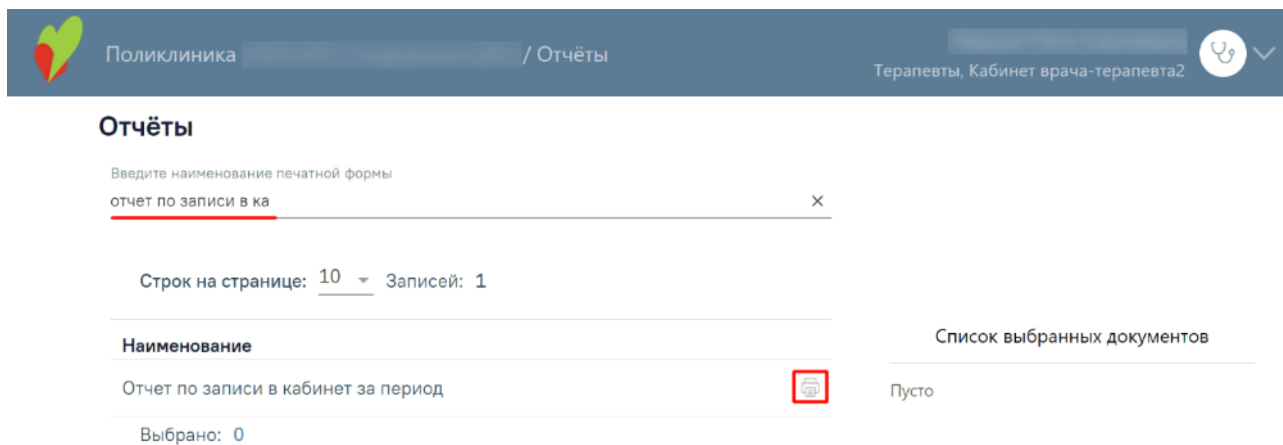 Поликлиника / Отчёты
Терапевты, Кабинет врача-терапевта2
Отчёты
Введите наименование печатной формы
отчет по записи в ка
Строк на странице: 10 Записей: 1
Наименование
Отчет по записи в кабинет за период
Выбрано: 0
Список выбранных документов
Пусто